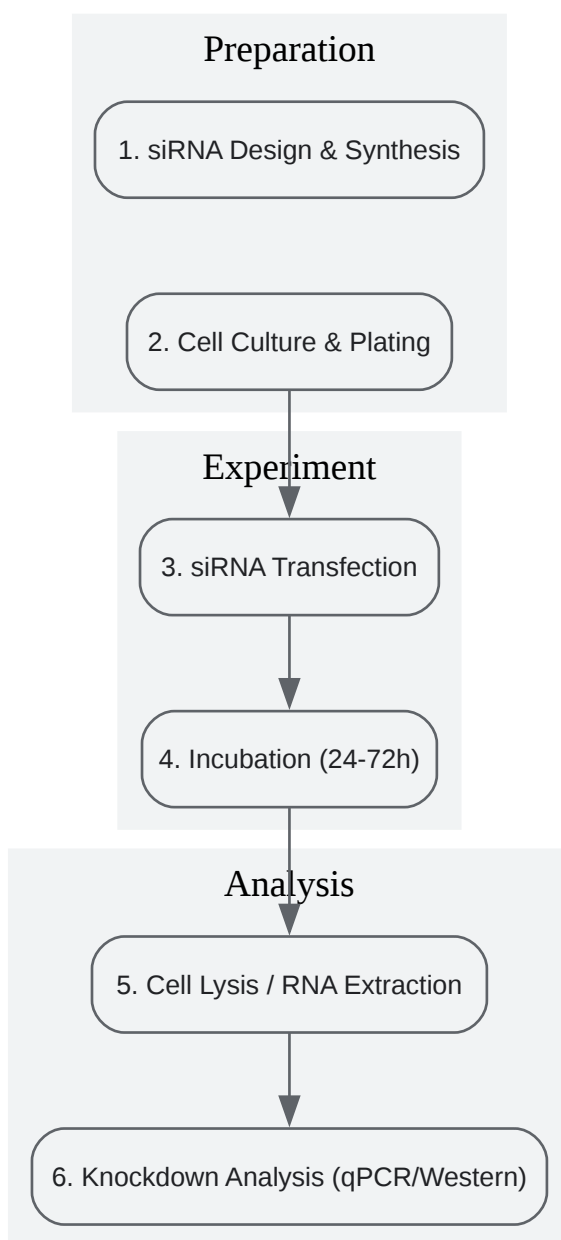 Preparation
1. siRNA Design & Synthesis
2. Cell Culture & Plating
Experiment
3. siRNA Transfection
4. Incubation (24-72h)
Analysis
5. Cell Lysis / RNA Extraction
6. Knockdown Analysis (qPCR/Western)